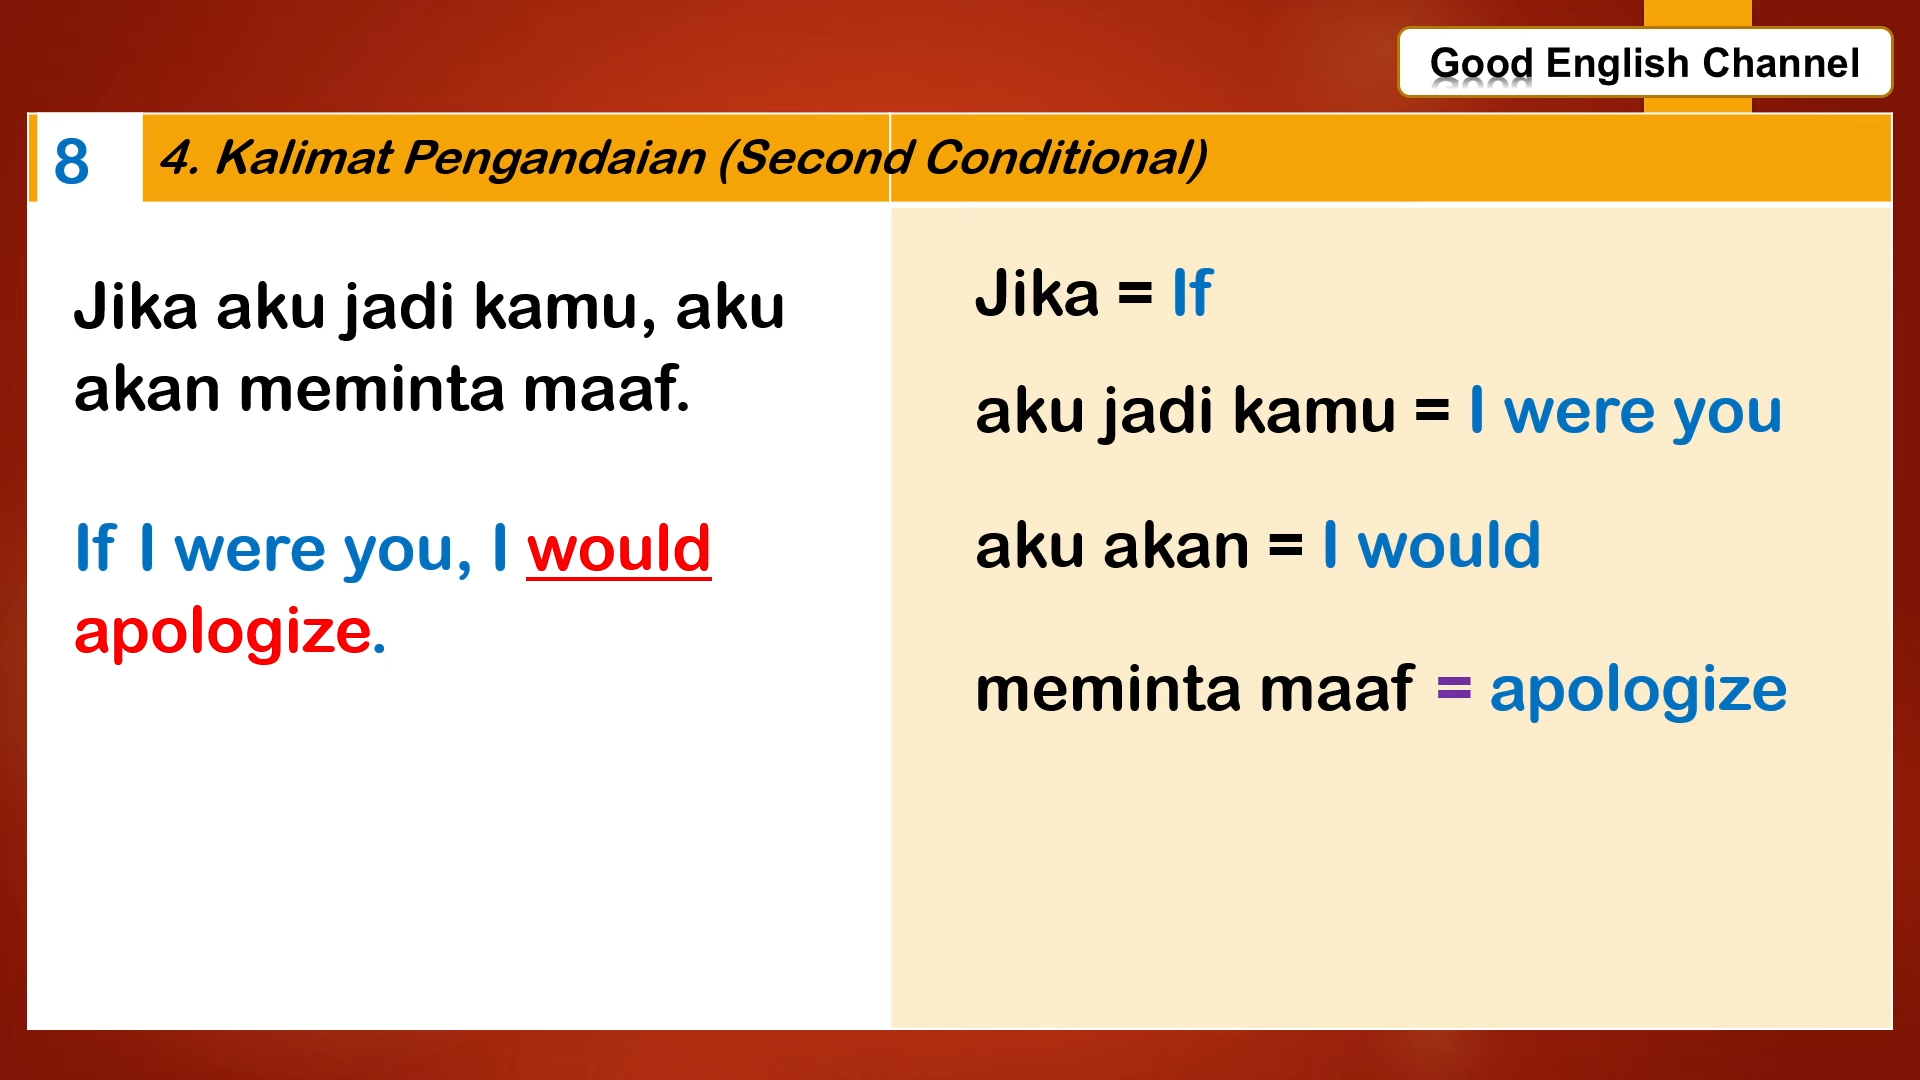 Good English Channel
8
4. Kalimat Pengandaian (Second Conditional)
Jika aku jadi kamu, aku
akan meminta maaf.
If I were you, I would
apologize.
Jika = If
aku jadi kamu = I were you
aku akan = I would
meminta maaf = apologize